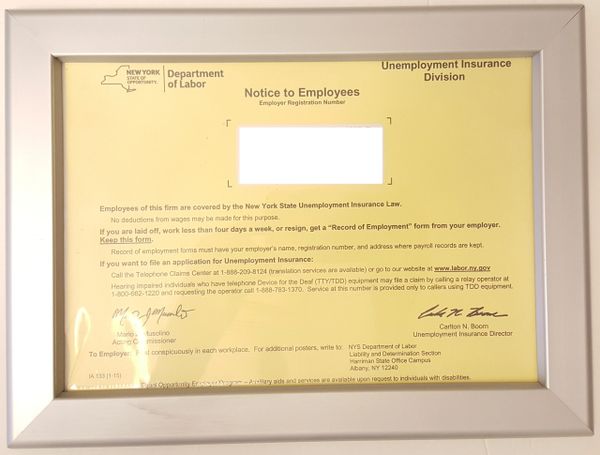 NEW YORK
STATE OF
OPPORTUNITY.
Department
of Labor
Unemployment Insurance
Division
Notice to Employees
Employer Registration Number
Employees of this firm are covered by the New York State Unemployment Insurance Law.
No deductions from wages may be made for this purpose.
If you are laid off, work less than four days a week, or resign, get a “Record of Employment” form from your employer.
Keep this form.
Record of employment forms must have your employer's name, registration number, and address where payroll records are kept.
If you want to file an application for Unemployment Insurance:
Call the Telephone Claims Center at 1-888-209-8124 (translation services are available) or go to our website at www.labor.ny.gov
Hearing impaired individuals who have telephone Device for the Deaf (TTY/TDD) equipment may file a claim by calling a relay operator at
1-800-662-1220 and requesting the operator call 1-888-783-1370. Service at this number is provided only to callers using TDD equipment.
Mario J. Musolino
Acting Commissioner
Carlton N. Boorn
Unemployment Insurance Director
To Employer: Post conspicuously in each workplace. For additional posters, write to: NYS Department of Labor
Liability and Determination Section
Harriman State Office Campus
Albany, NY 12240
IA 133 (1-15)
Equal Opportunity Employer/Program – Auxiliary aids and services are available upon request to individuals with disabilities.